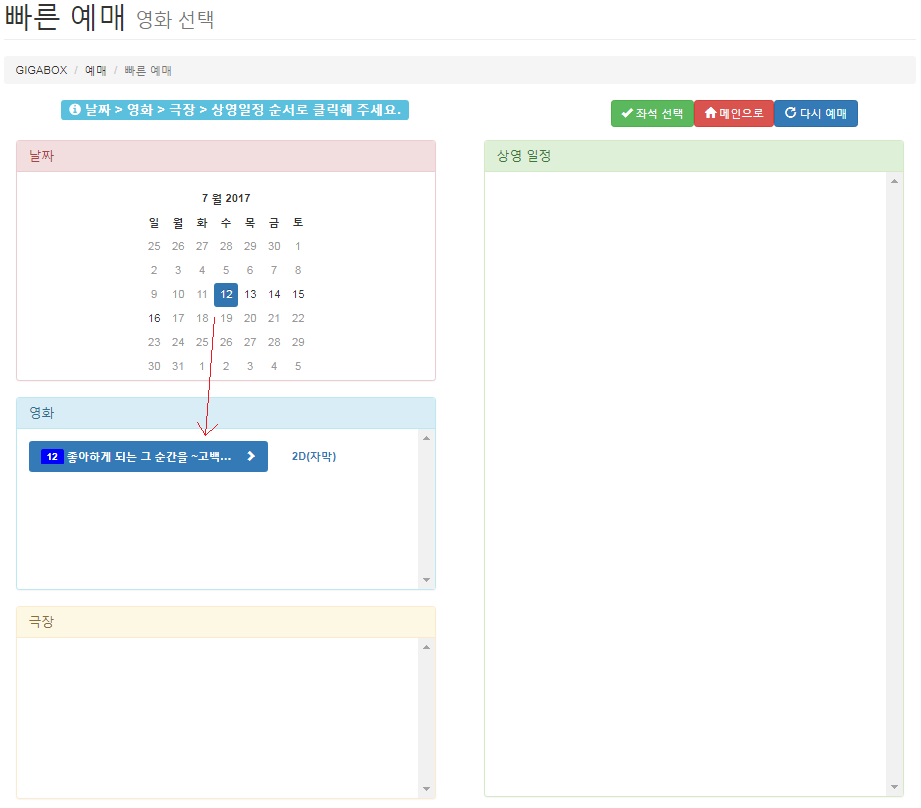 빠른 예매 영화 선택
GIGABOX / 예매 / 빠른 예매
날짜 > 영화 > 극장 > 상영일정 순서로 클릭해 주세요.
좌석 선택 메인으로 다시 예매
날짜
7 월 2017
일 월 화 수 목 금 토
25 26 27 28 29 30 1
2 3 4 5 6 7 8
9 10 11 12 13 14 15
16 17 18 19 20 21 22
23 24 25 26 27 28 29
30 31 1 2 3 4 5
영화
12 좋아하게 되는 그 순간을 ~고백... 2D(자막)
극장
상영 일정